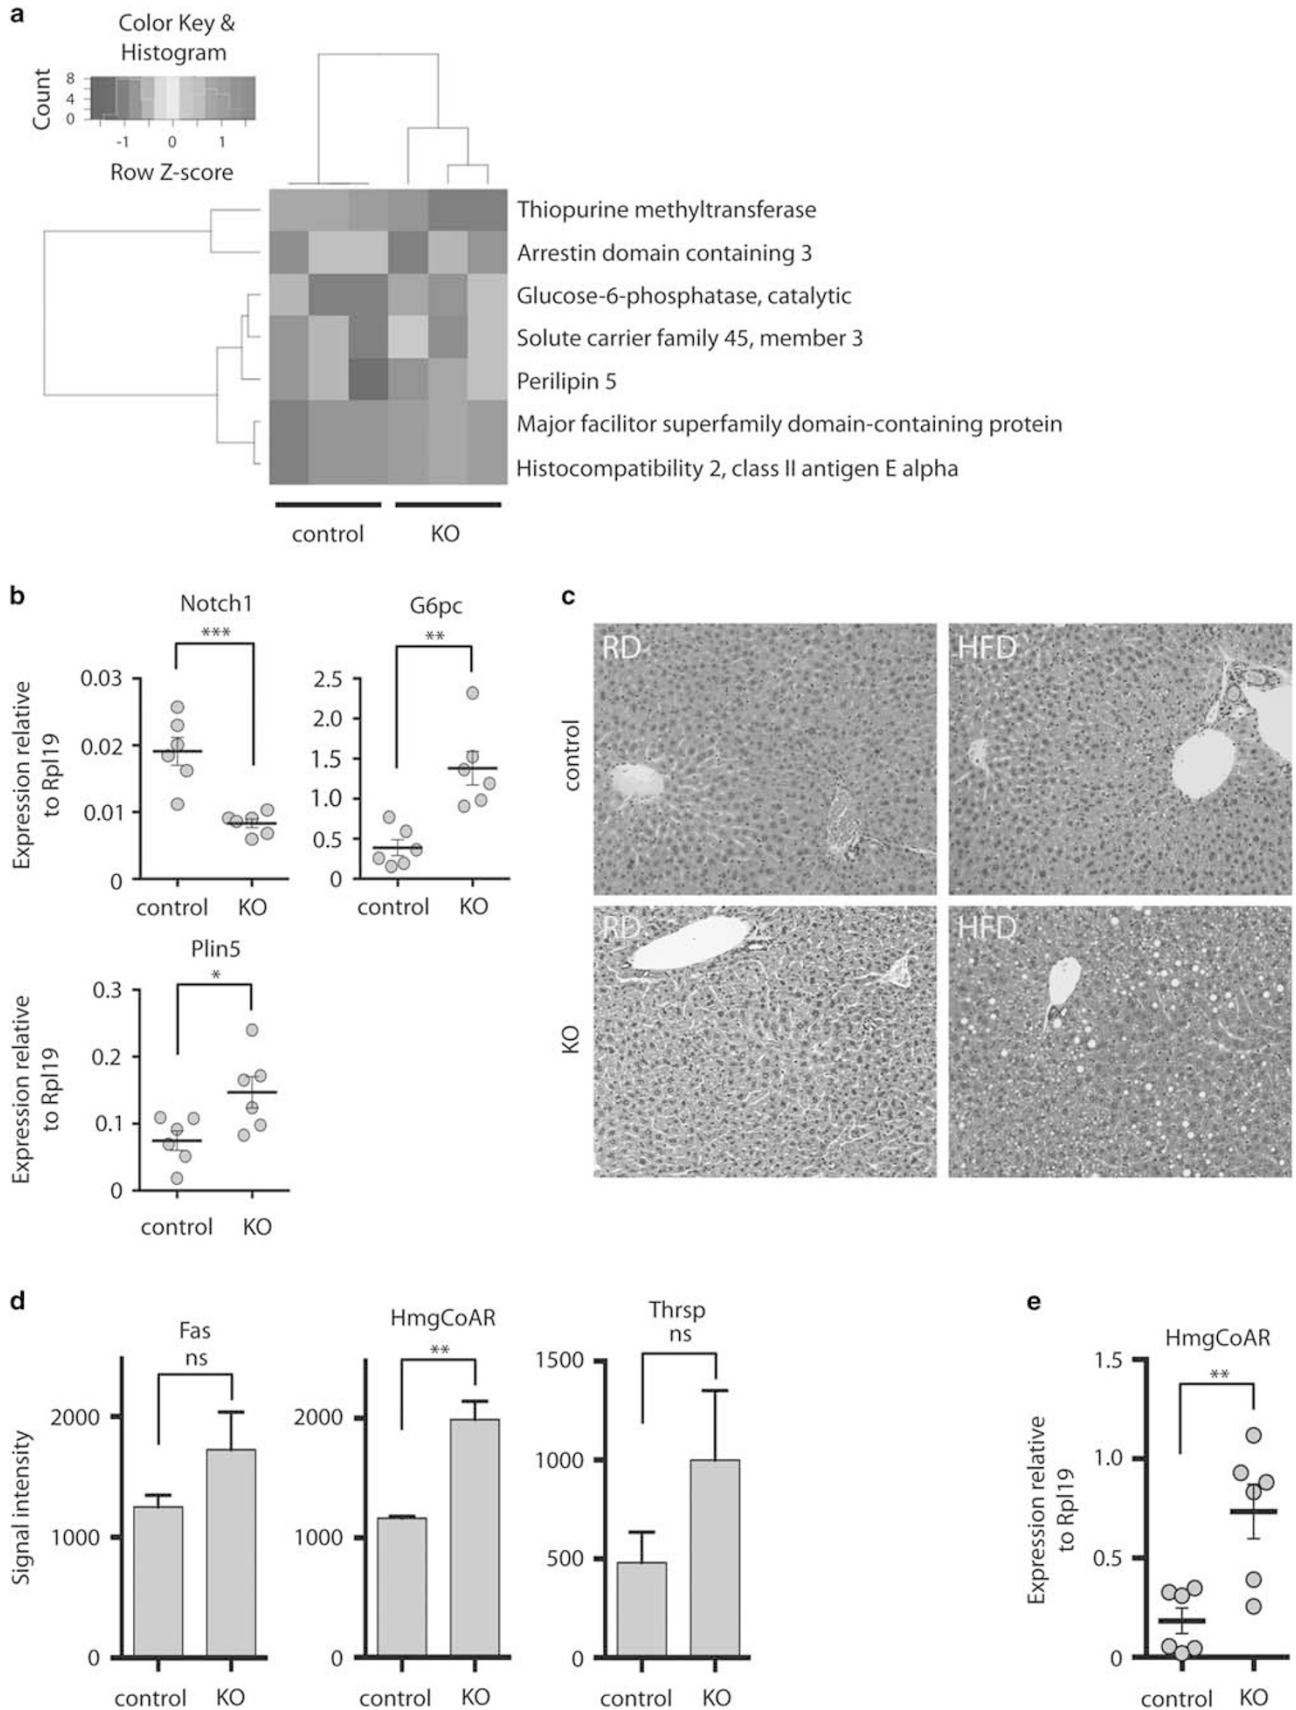 a
Color Key &
Histogram
Count
8
4
0
-1 0 1
Row Z-score
Thiopurine methyltransferase
Arrestin domain containing 3
Glucose-6-phosphatase, catalytic
Solute carrier family 45, member 3
Perilipin 5
Major facilitor superfamily domain-containing protein
Histocompatibility 2, class II antigen E alpha
control KO
b
Notch1
***
Expression relative
to Rpl19
0.03
0.02
0.01
0
control KO
G6pc
**
2.5
2.0
1.5
1.0
0.5
0
control KO
Plin5
*
Expression relative
to Rpl19
0.3
0.2
0.1
0
control KO
c
control
RD
HFD
KO
RD
HFD
d
Signal intensity
Fas
ns
2000
1000
0
control KO
HmgCoAR
**
2000
1000
0
control KO
Thrsp
ns
1500
1000
500
0
control KO
e
HmgCoAR
**
Expression relative
to Rpl19
1.5
1.0
0.5
0
control KO